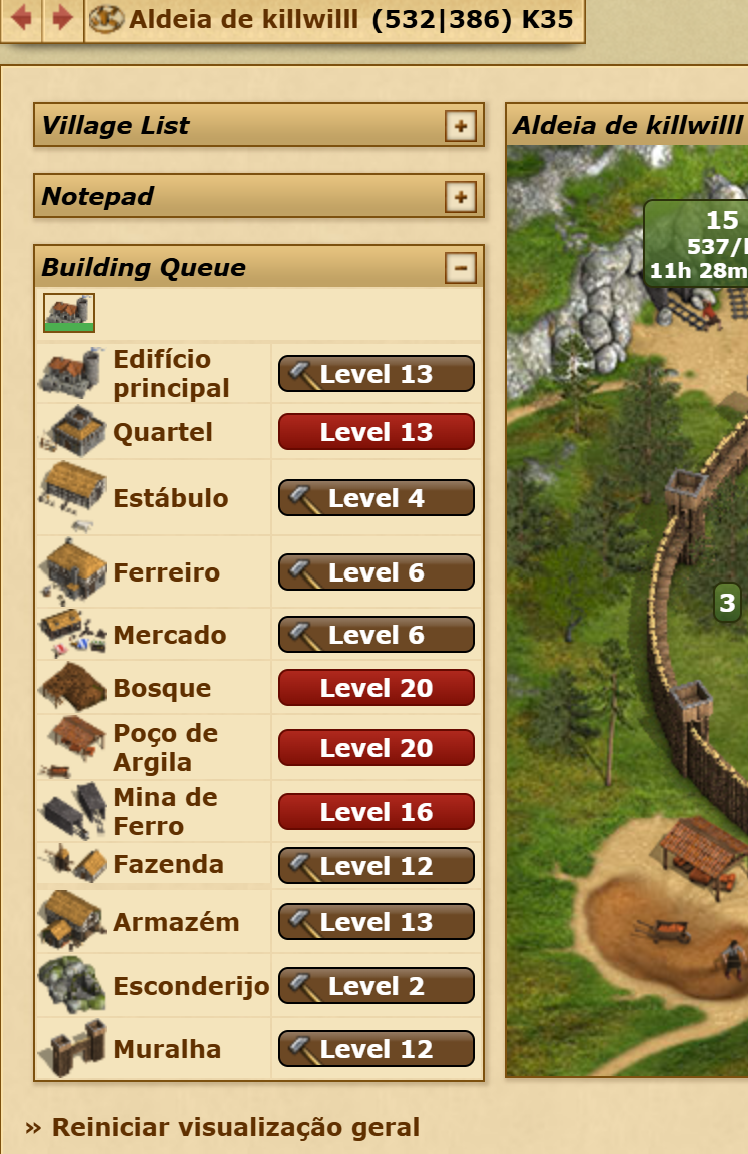 Aldeia de killwilll (532|386) K35
Village List
Notepad
Building Queue
Edifício
principal
Level 13
Quartel
Level 13
Estábulo
Level 4
Ferreiro
Level 6
Mercado
Level 6
Bosque
Level 20
Poço de
Argila
Level 20
Mina de
Ferro
Level 16
Fazenda
Level 12
Armazém
Level 13
Esconderijo
Level 2
Muralha
Level 12
» Reiniciar visualização geral
Aldeia de killwilll
15
537/
11h 28m
3